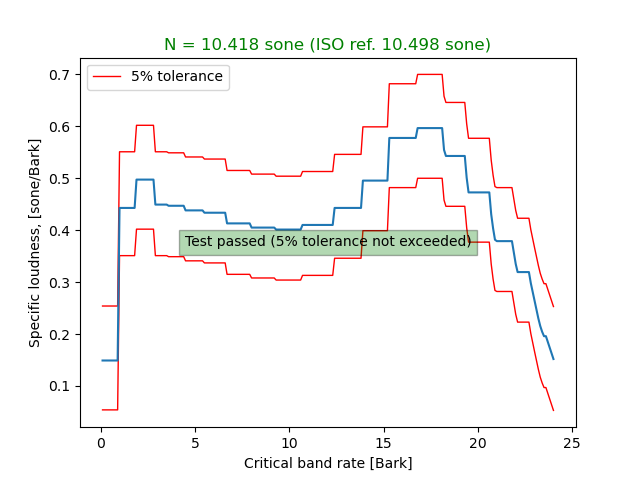 N = 10.418 sone (ISO ref. 10.498 sone)
5% tolerance
Test passed (5% tolerance not exceeded)
Specific loudness, [sone/Bark]
0.7
0.6
0.5
0.4
0.3
0.2
0.1
0 5 10 15 20 25
Critical band rate [Bark]